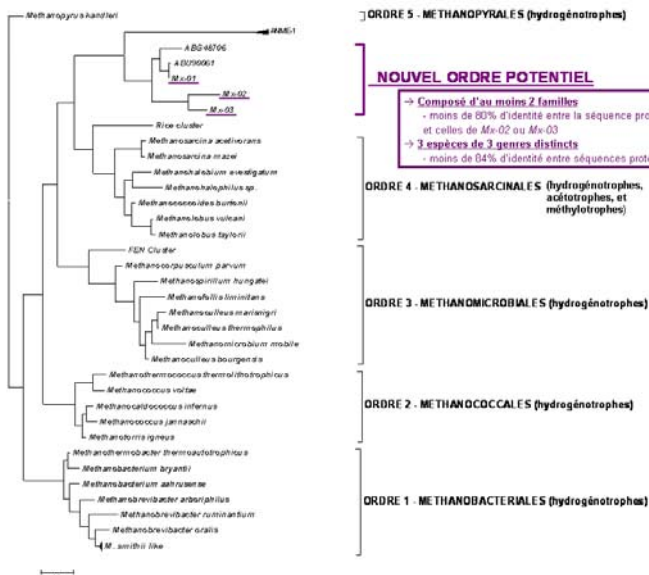 Methanopyrus kandleri
ORDRE 5 - METHANOPYRALES (hydrogénotrophes)
ANME1
ABG48706
ABU90061
Mx-01
Mx-02
Mx-03
NOUVEL ORDRE POTENTIEL
→ Composé d'au moins 2 familles
- moins de 80% d'identité entre la séquence pro
et celles de Mx-02 ou Mx-03
→ 3 espèces de 3 genres distincts
- moins de 84% d'identité entre séquences proté
Rice cluster
Methanosarcina acetivorans
Methanosarcina mazei
Methanohalobium evestigatum
Methanohalophilus sp.
Methanococcoides burtonii
Methanolobus vulcani
Methanolobus taylorii
ORDRE 4 - METHANOSARCINALES (hydrogénotrophes,
acétotrophes, et
méthylotrophes)
FEN Cluster
Methanocorpusculum parvum
Methanospirillum hungatei
Methanofollis liminitans
Methanoculleus marisnigri
Methanoculleus thermophilus
Methanomicrobium mobile
Methanoculleus bourgensis
ORDRE 3 - METHANOMICROBIALES (hydrogénotrophes)
Methanothermococcus thermolithotrophicus
Methanococcus voltae
Methanocaldococcus infernus
Methanococcus jannaschii
Methanotorris igneus
ORDRE 2 - METHANOCOCCALES (hydrogénotrophes)
Methanothermobacter thermoautotrophicus
Methanobacterium bryantii
Methanobacterium aarhusense
Methanobrevibacter arboriphilus
Methanobrevibacter ruminantium
Methanobrevibacter oralis
M. smithii like
ORDRE 1 - METHANOBACTERIALES (hydrogénotrophes)